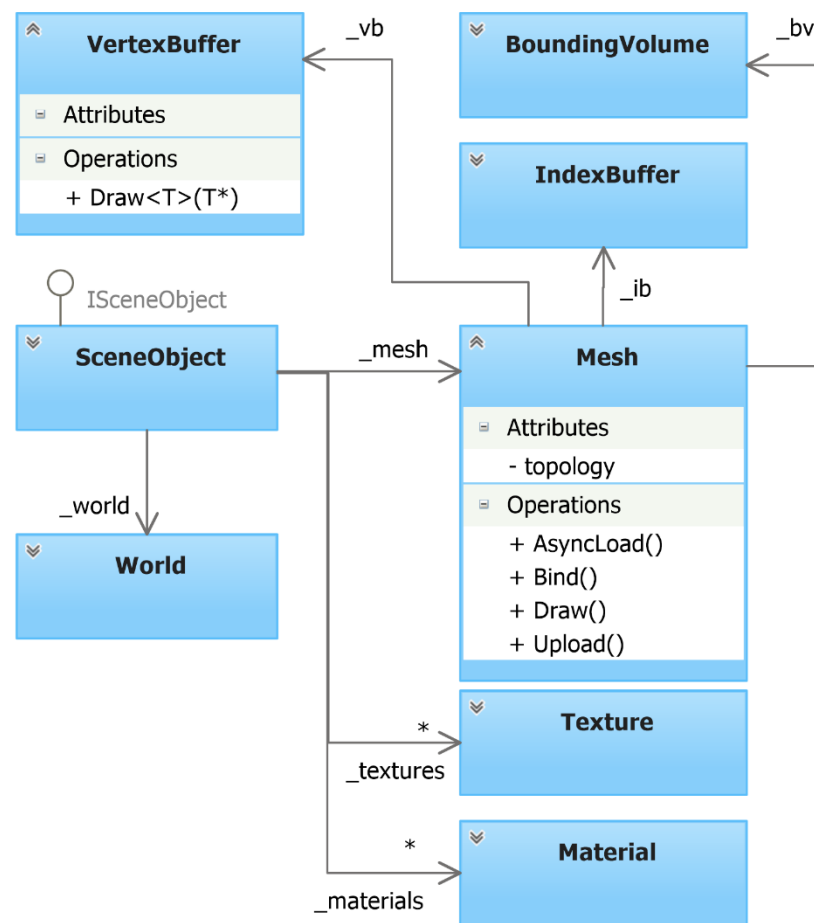 VertexBuffer
Attributes
Operations
+ Draw<T>(T*)
_vb
BoundingVolume
_bv
IndexBuffer
_ib
ISceneObject
SceneObject
_mesh
Mesh
Attributes
- topology
Operations
+ AsyncLoad()
+ Bind()
+ Draw()
+ Upload()
_world
World
*
_textures
Texture
*
_materials
Material